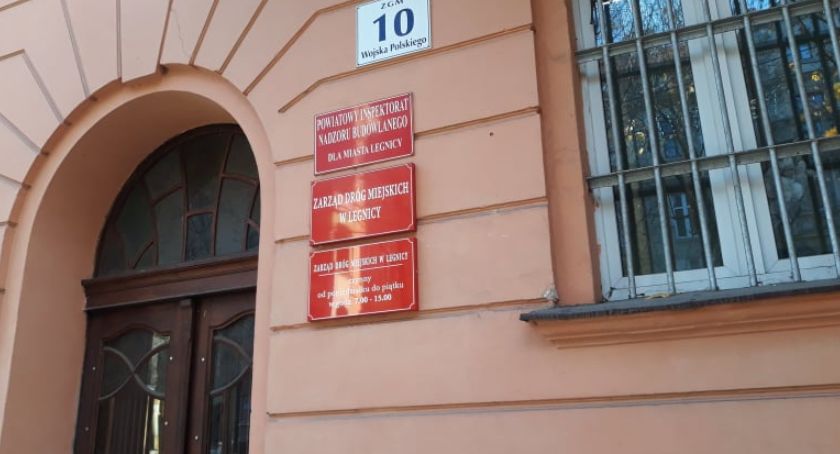 ZGM
10
Wojska Polskiego
POWIATOWY INSPEKTORAT
NADZORU BUDOWLANEGO
DLA MIASTA LEGNICY
ZARZĄD DRÓG MIEJSKICH
W LEGNICY
ZARZĄD DRÓG MIEJSKICH W LEGNICY
czynny
od poniedziałku do piątku
w godz. 7.00 - 15.00